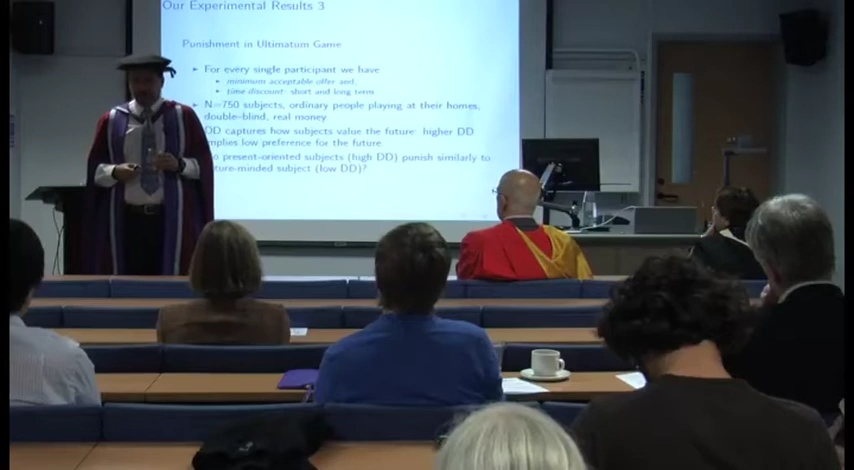 Our Experimental Results 3
Punishment in Ultimatum Game
For every single participant we have
minimum acceptable offer and,
time discount: short and long term.
N=750 subjects, ordinary people playing at their homes,
double-blind, real money.
DD captures how subjects value the future: higher DD
implies low preference for the future.
present-oriented subjects (high DD) punish similarly to
future-minded subject (low DD)?